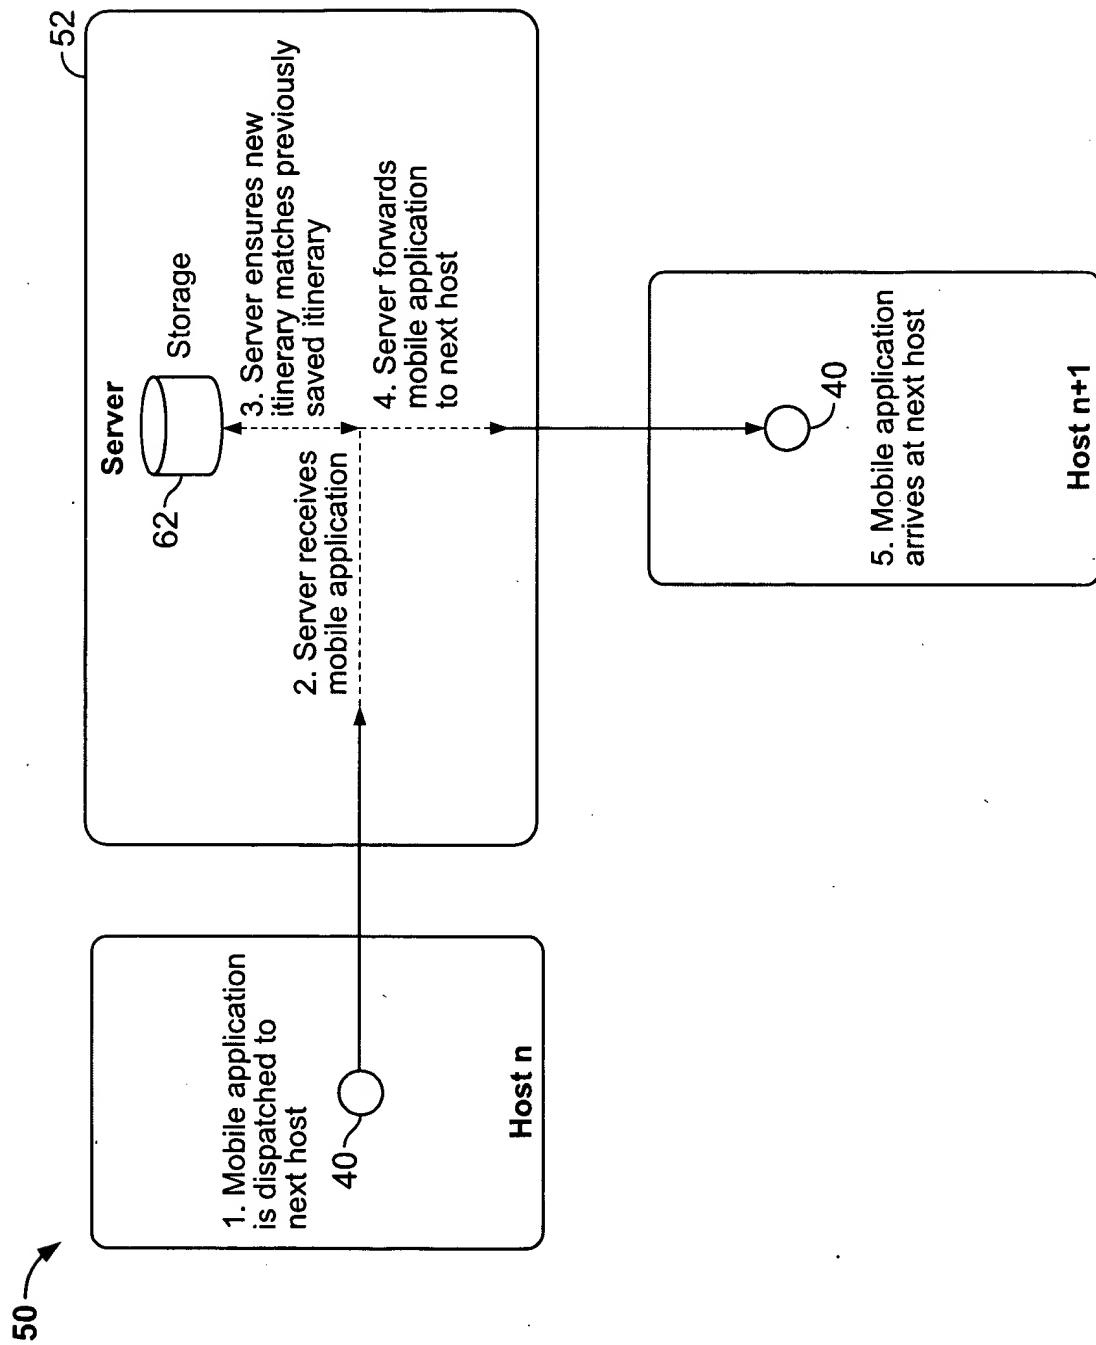 50
1. Mobile application
is dispatched to
next host
40
Host n
52
Server
62
Storage
2. Server receives
mobile application
3. Server ensures new
itinerary matches previously
saved itinerary
4. Server forwards
mobile application
to next host
5. Mobile application
arrives at next host
40
Host n+1